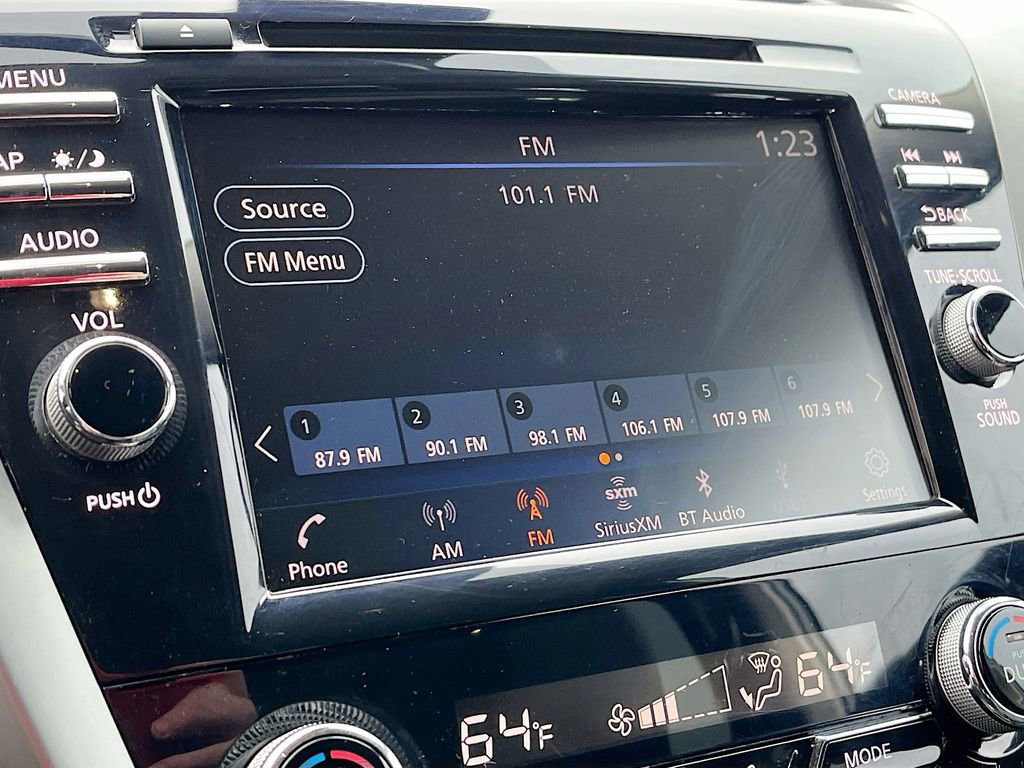 MENU
CAMERA
FM
1:23
AP
101.1 FM
Source
BACK
AUDIO
FM Menu
TUNE·SCROLL
VOL
1
87.9 FM
2
90.1 FM
3
98.1 FM
4
106.1 FM
5
107.9 FM
6
107.9 FM
PUSH
SOUND
PUSH
Phone
AM
FM
sxm
SiriusXM
BT Audio
USB
Settings
64°F
64°F
MODE